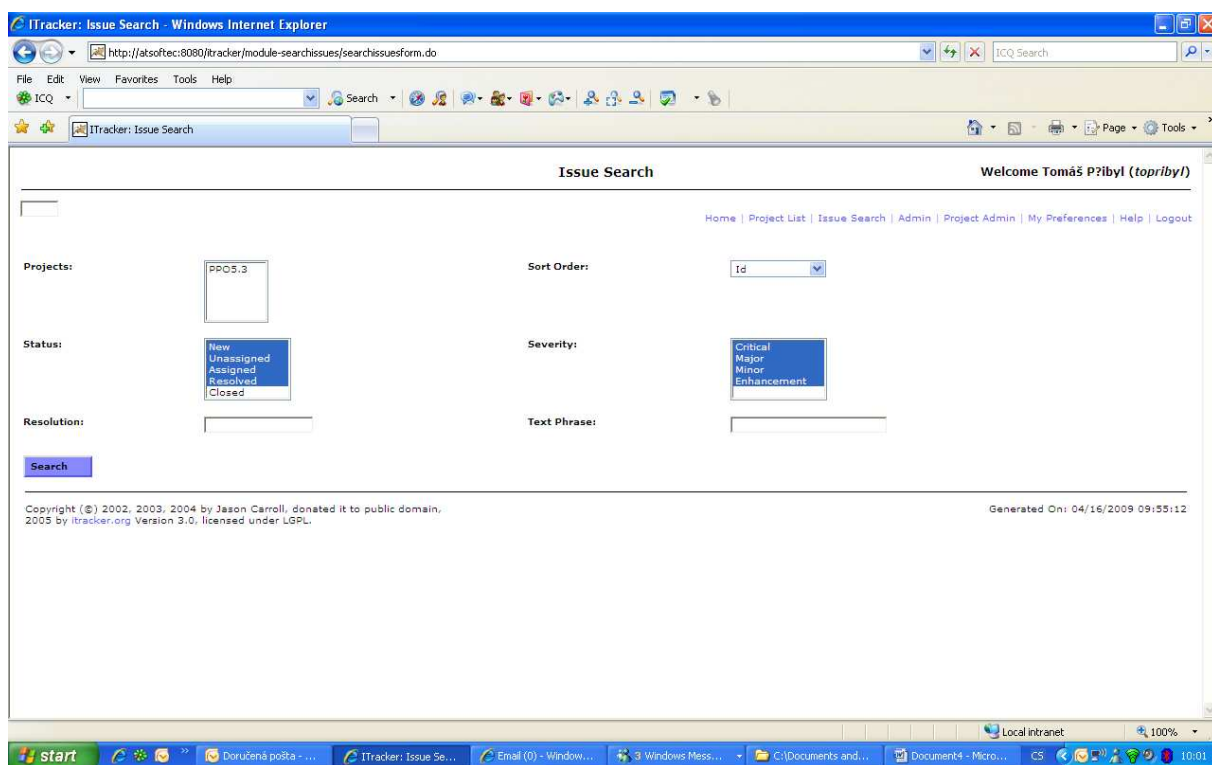 ITracker: Issue Search - Windows Internet Explorer
http://atsoftec:8080/itracker/module-searchissues/searchissuesform.do
ICQ Search
File Edit View Favorites Tools Help
ICQ Search
ITracker: Issue Search Page Tools
Issue Search Welcome Tomáš P?ibyl (topribyl)
Home | Project List | Issue Search | Admin | Project Admin | My Preferences | Help | Logout
Projects: PPO5.3 Sort Order: Id
Status: New Severity: Critical
Unassigned Major
Assigned Minor
Resolved Enhancement
Closed
Resolution: Text Phrase:
Search
Copyright (©) 2002, 2003, 2004 by Jason Carroll, donated it to public domain, Generated On: 04/16/2009 09:55:12
2005 by itracker.org Version 3.0, licensed under LGPL.
Local intranet 100%
start Doručená pošta - ... ITracker: Issue Se... Email (0) - Window... 3 Windows Mess... C:\Documents and... Document4 - Micro... CS 10:01